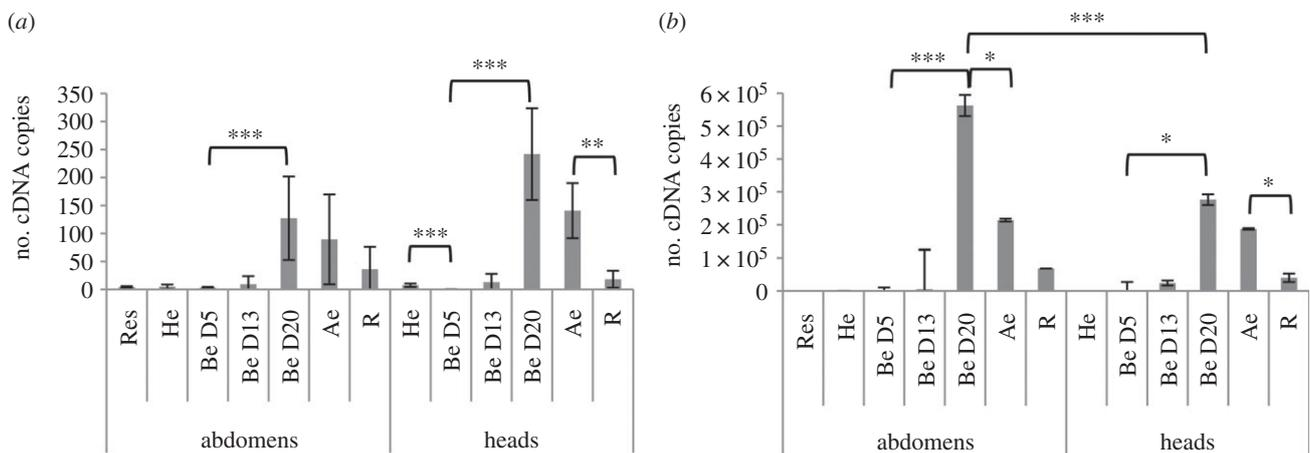 (a)
no. cDNA copies
350
300
250
200
150
100
50
0
***
***
***
**
Res
He
Be D5
Be D13
Be D20
Ae
R
He
Be D5
Be D13
Be D20
Ae
R
abdomens
heads
(b)
no. cDNA copies
6 × 10⁵
5 × 10⁵
4 × 10⁵
3 × 10⁵
2 × 10⁵
1 × 10⁵
0
***
***
*
*
*
Res
He
Be D5
Be D13
Be D20
Ae
R
He
Be D5
Be D13
Be D20
Ae
R
abdomens
heads